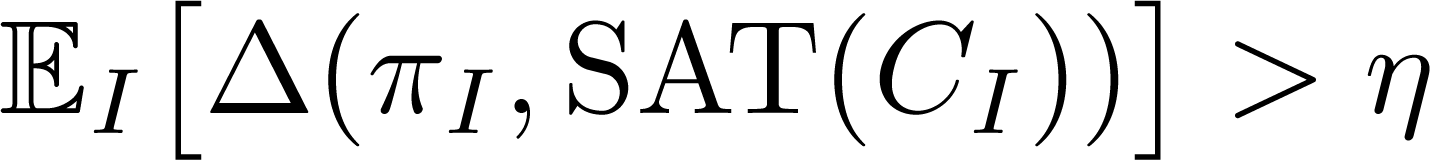 𝔼_I[Δ(π_I, SAT(C_I))] > η